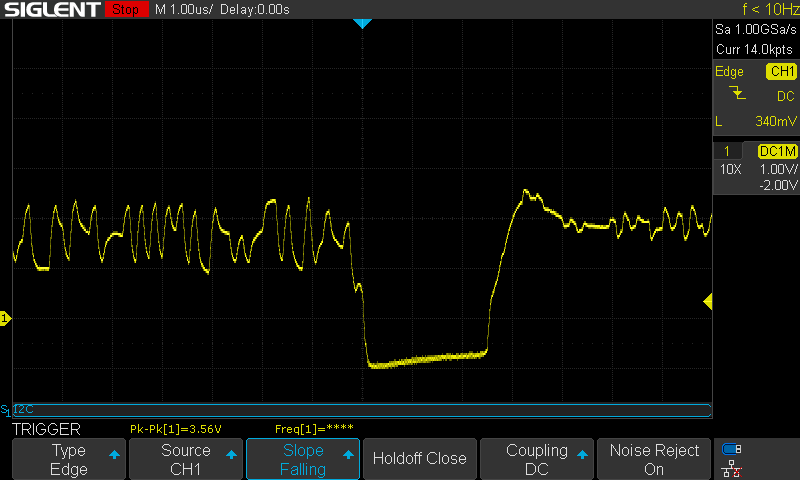 SIGLENT Stop M 1.00us/ Delay:0.00s f < 10Hz
Sa 1.00GSa/s
Curr 14.0kpts
Edge CH1
DC
L 340mV
1 DC1M
10X 1.00V/
-2.00V
1
S1 I2C
TRIGGER Pk-Pk[1]=3.56V Freq[1]=****
Type Edge
Source CH1
Slope Falling
Holdoff Close
Coupling DC
Noise Reject On